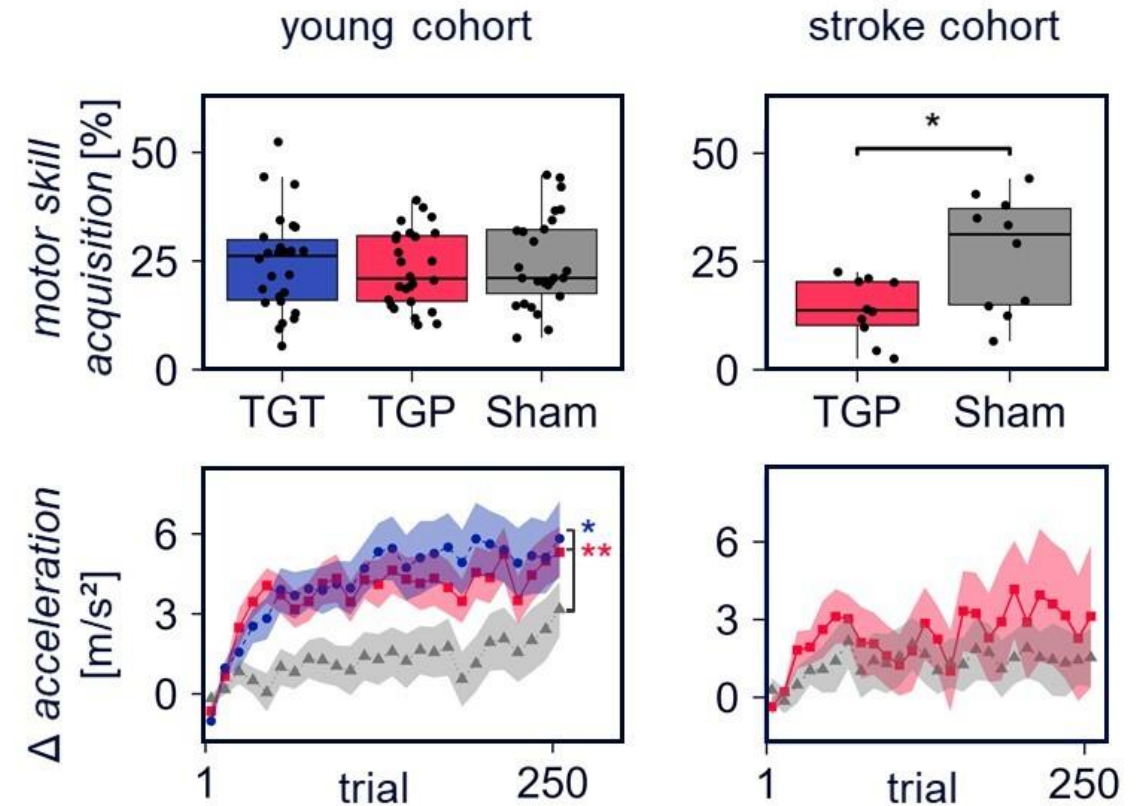 young cohort
stroke cohort
motor skill
acquisition [%]
50
25
0
TGT TGP Sham
*
50
25
0
TGP Sham
Δ acceleration
[m/s²]
6
3
0
*
**
1 trial 250
6
3
0
1 trial 250